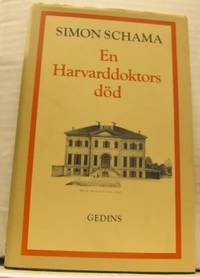 SIMON SCHAMA
En
Harvarddoktors
död
GEDINS